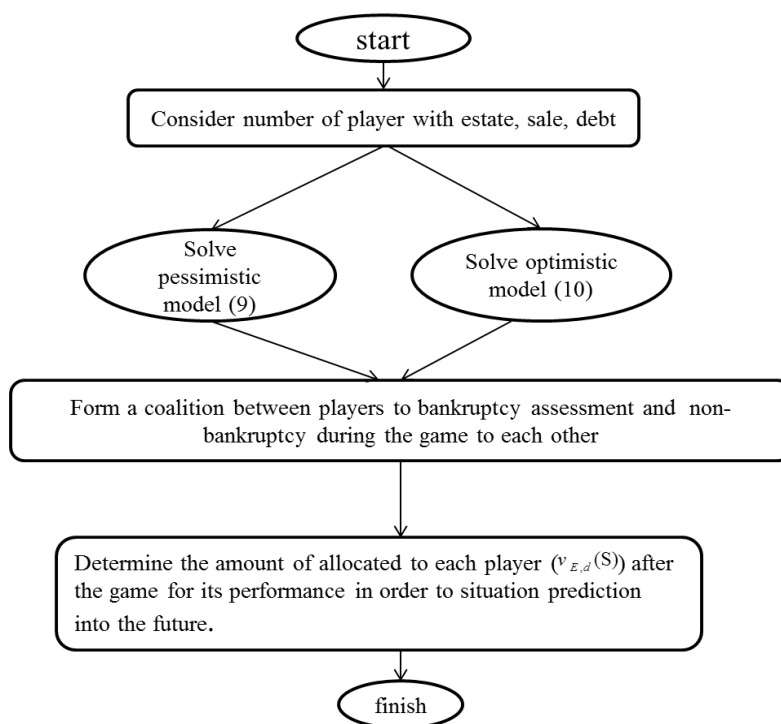 start
Consider number of player with estate, sale, debt
Solve
pessimistic
model (9)
Solve optimistic
model (10)
Form a coalition between players to bankruptcy assessment and non-
bankruptcy during the game to each other
Determine the amount of allocated to each player (v E,d (S)) after
the game for its performance in order to situation prediction
into the future.
finish